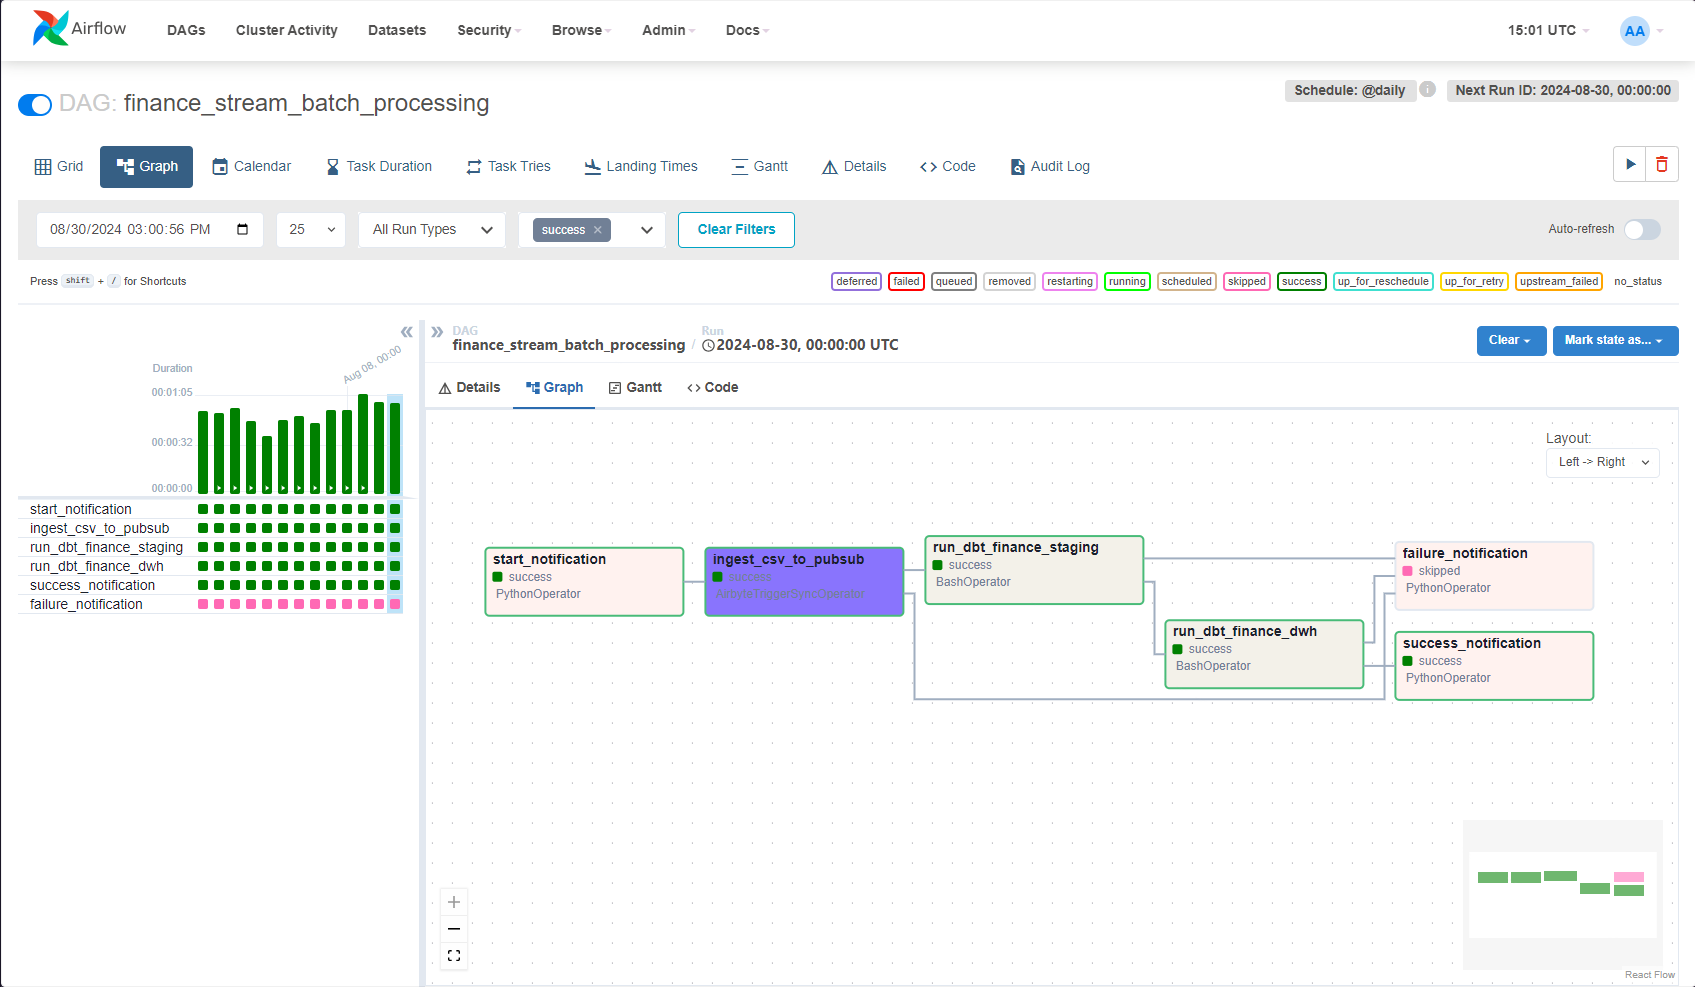 Airflow
DAGs
Cluster Activity
Datasets
Security
Browse
Admin
Docs
15:01 UTC
AA
DAG: finance_stream_batch_processing
Schedule: @daily
i
Next Run ID: 2024-08-30, 00:00:00
Grid
Graph
Calendar
Task Duration
Task Tries
Landing Times
Gantt
Details
Code
Audit Log
08/30/2024 03:00:56 PM
25
All Run Types
success
Clear Filters
Auto-refresh
Press shift + / for Shortcuts
deferred
failed
queued
removed
restarting
running
scheduled
skipped
success
up_for_reschedule
up_for_retry
upstream_failed
no_status
Duration
Aug 08, 00:00
00:01:05
00:00:32
00:00:00
start_notification
ingest_csv_to_pubsub
run_dbt_finance_staging
run_dbt_finance_dwh
success_notification
failure_notification
DAG
finance_stream_batch_processing
/
Run
2024-08-30, 00:00:00 UTC
Clear
Mark state as...
Details
Graph
Gantt
Code
Layout:
Left -> Right
start_notification
success
PythonOperator
ingest_csv_to_pubsub
success
AirbyteTriggerSyncOperator
run_dbt_finance_staging
success
BashOperator
run_dbt_finance_dwh
success
BashOperator
failure_notification
skipped
PythonOperator
success_notification
success
PythonOperator
React Flow